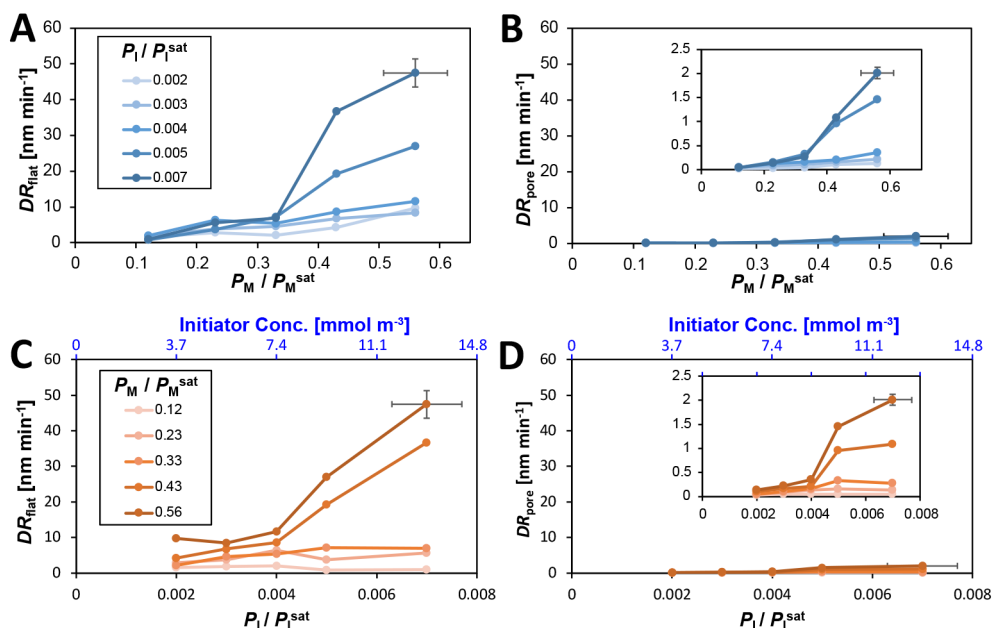 A
60
50
40
30
20
10
0
DRflat [nm min-1]
PI / PIsat
0.002
0.003
0.004
0.005
0.007
0 0.1 0.2 0.3 0.4 0.5 0.6
PM / PMsat
B
60
50
40
30
20
10
0
DRpore [nm min-1]
2.5
2
1.5
1
0.5
0
0 0.2 0.4 0.6
0 0.1 0.2 0.3 0.4 0.5 0.6
PM / PMsat
Initiator Conc. [mmol m-3]
0 3.7 7.4 11.1 14.8
C
60
50
40
30
20
10
0
DRflat [nm min-1]
PM / PMsat
0.12
0.23
0.33
0.43
0.56
0 0.002 0.004 0.006 0.008
PI / PIsat
Initiator Conc. [mmol m-3]
0 3.7 7.4 11.1 14.8
D
60
50
40
30
20
10
0
DRpore [nm min-1]
2.5
2
1.5
1
0.5
0
0 0.002 0.004 0.006 0.008
0 0.002 0.004 0.006 0.008
PI / PIsat